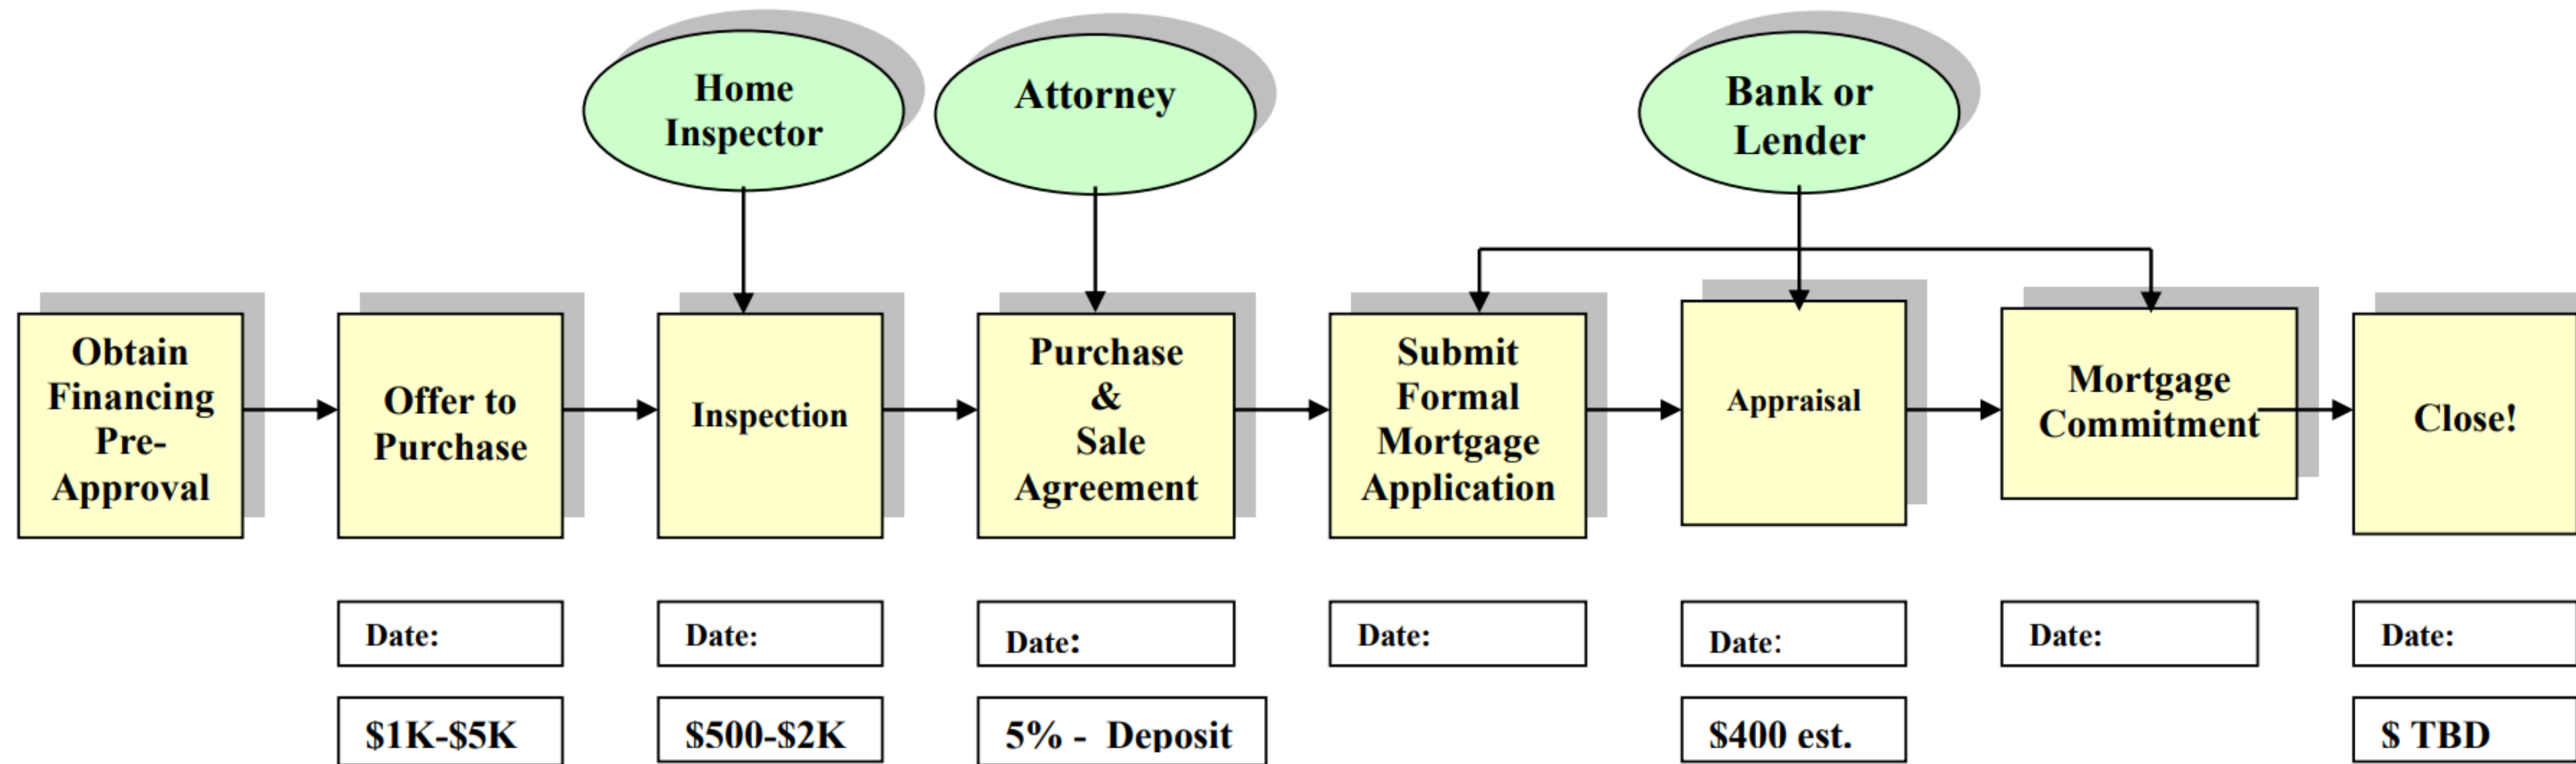 Home
Inspector
Attorney
Bank or
Lender
Obtain
Financing
Pre-
Approval
Offer to
Purchase
Inspection
Purchase
&
Sale
Agreement
Submit
Formal
Mortgage
Application
Appraisal
Mortgage
Commitment
Close!
Date:
Date:
Date:
Date:
Date:
Date:
Date:
$1K-$5K
$500-$2K
5% - Deposit
$400 est.
$ TBD